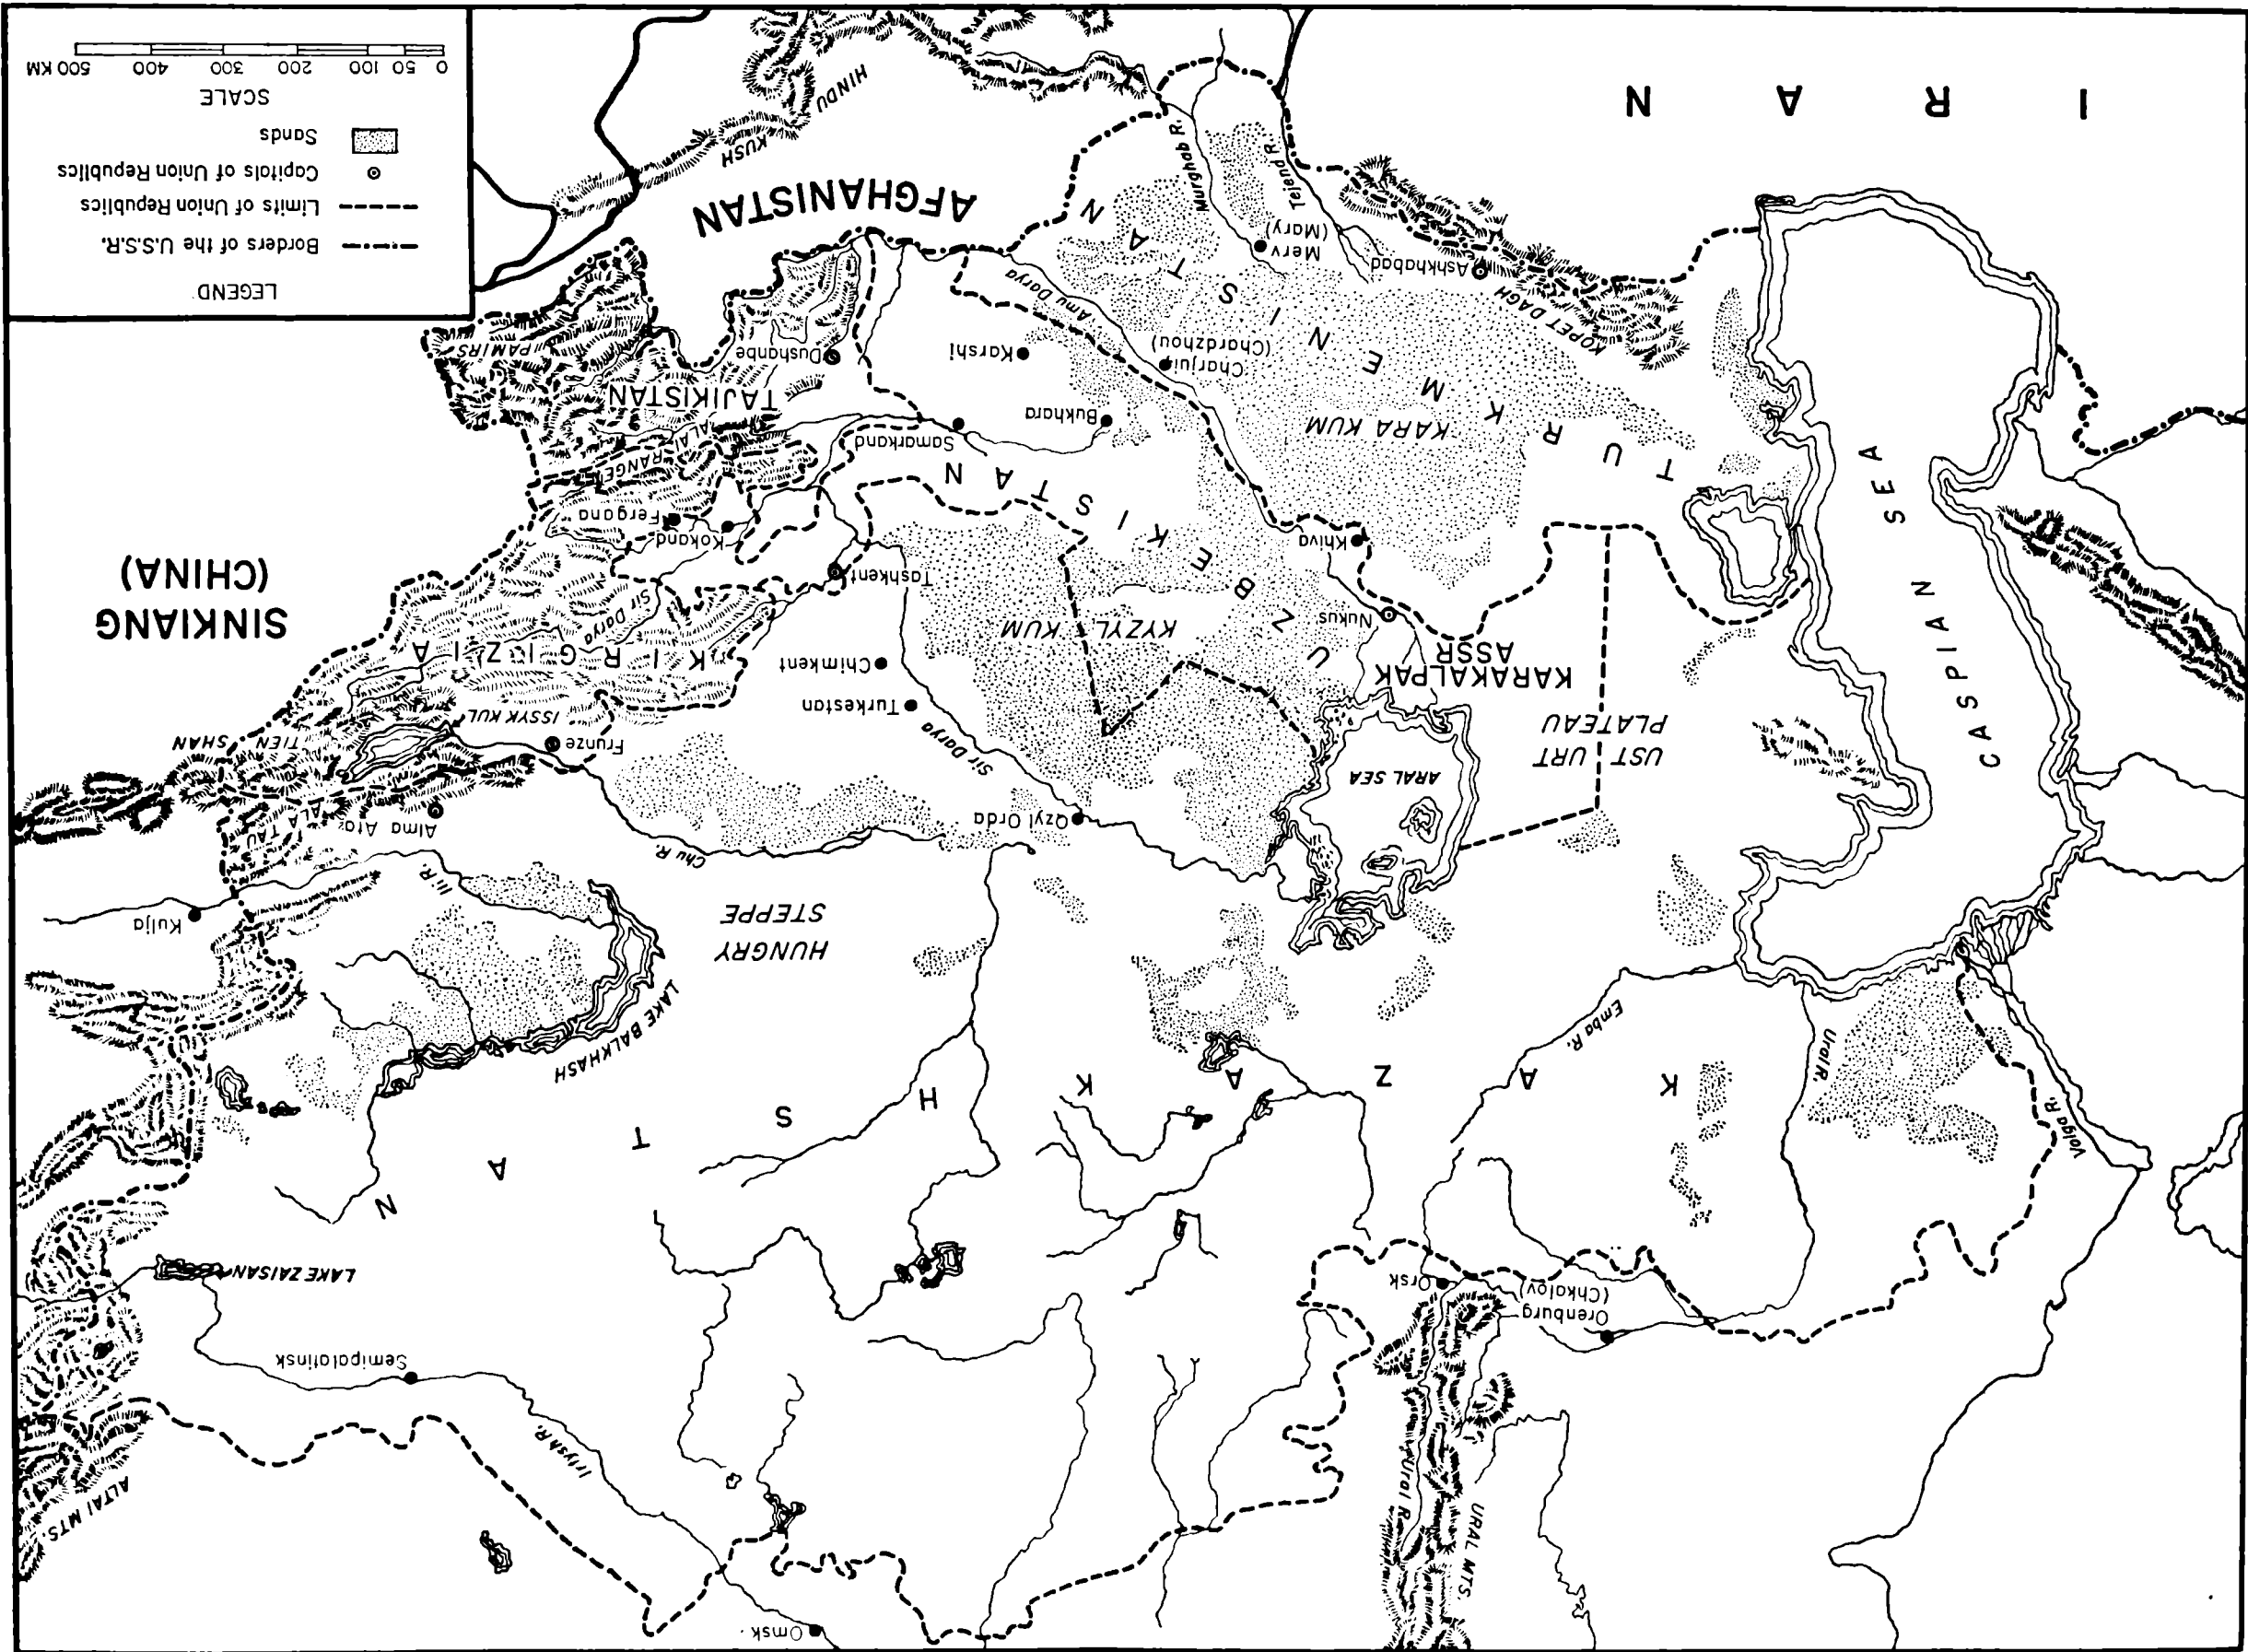 Omsk
URAL MTS.
Ural R.
Irtysh R.
ALTAI MTS.
Semipalatinsk
Orenburg
(Chkalov)
Orsk
LAKE ZAISAN
Volga R.
Ural R.
Emba R.
KAZAKHSTAN
LAKE BALKHASH
HUNGRY
STEPPE
Kulja
Ili R.
Chu R.
Qzyl Orda
ARAL SEA
Alma Ata
ALA TAU
UST URT
PLATEAU
Sir Darya
Frunze
TIEN SHAN
ISSYK KUL
Turkestan
Chimkent
CASPIAN SEA
KARAKALPAK
ASSR
Nukus
KYZYL KUM
KIRGIZIA
Sir Darya
SINKIANG
(CHINA)
Khiva
Tashkent
UZBEKISTAN
Kokand
Fergana
ALAI
RANGE
TURKMENISTAN
KARA KUM
Bukhara
Samarkand
TAJIKISTAN
Charjuij
(Chardzhou)
Karshi
Dushanbe
PAMIRS
KOPET DAGH
Amu Darya
Ashkhabad
Merv
(Mary)
Tejend R.
Murghab R.
AFGHANISTAN
HINDU
KUSH
IRAN
LEGEND
Borders of the U.S.S.R.
Limits of Union Republics
Capitals of Union Republics
Sands
SCALE
0 50 100 200 300 400 500 KM